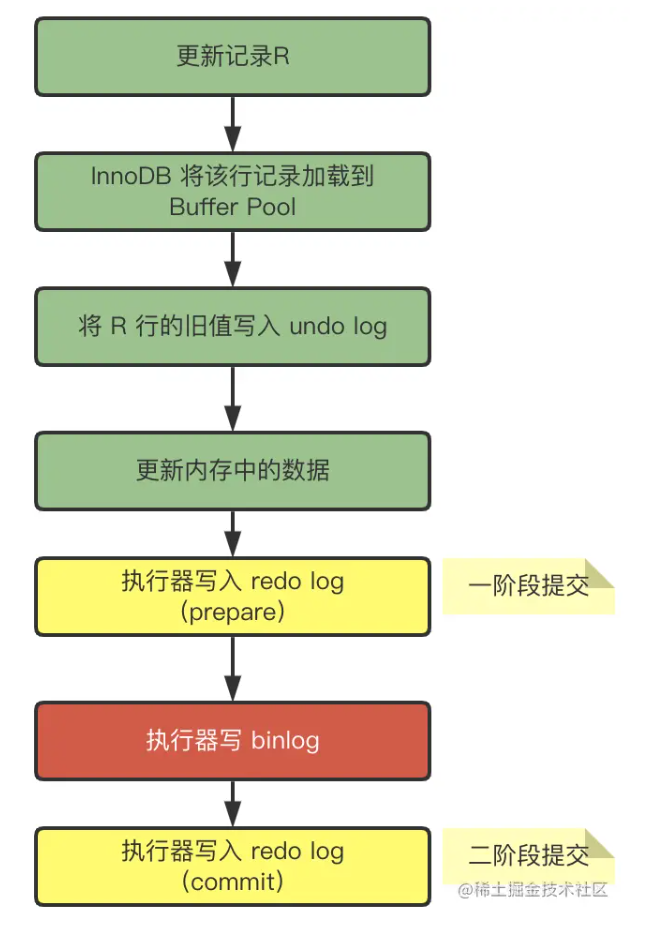 更新记录R
InnoDB 将该行记录加载到
Buffer Pool
将 R 行的旧值写入 undo log
更新内存中的数据
执行器写入 redo log
（prepare）
一阶段提交
执行器写 binlog
执行器写入 redo log
（commit）
二阶段提交
@稀土掘金技术社区